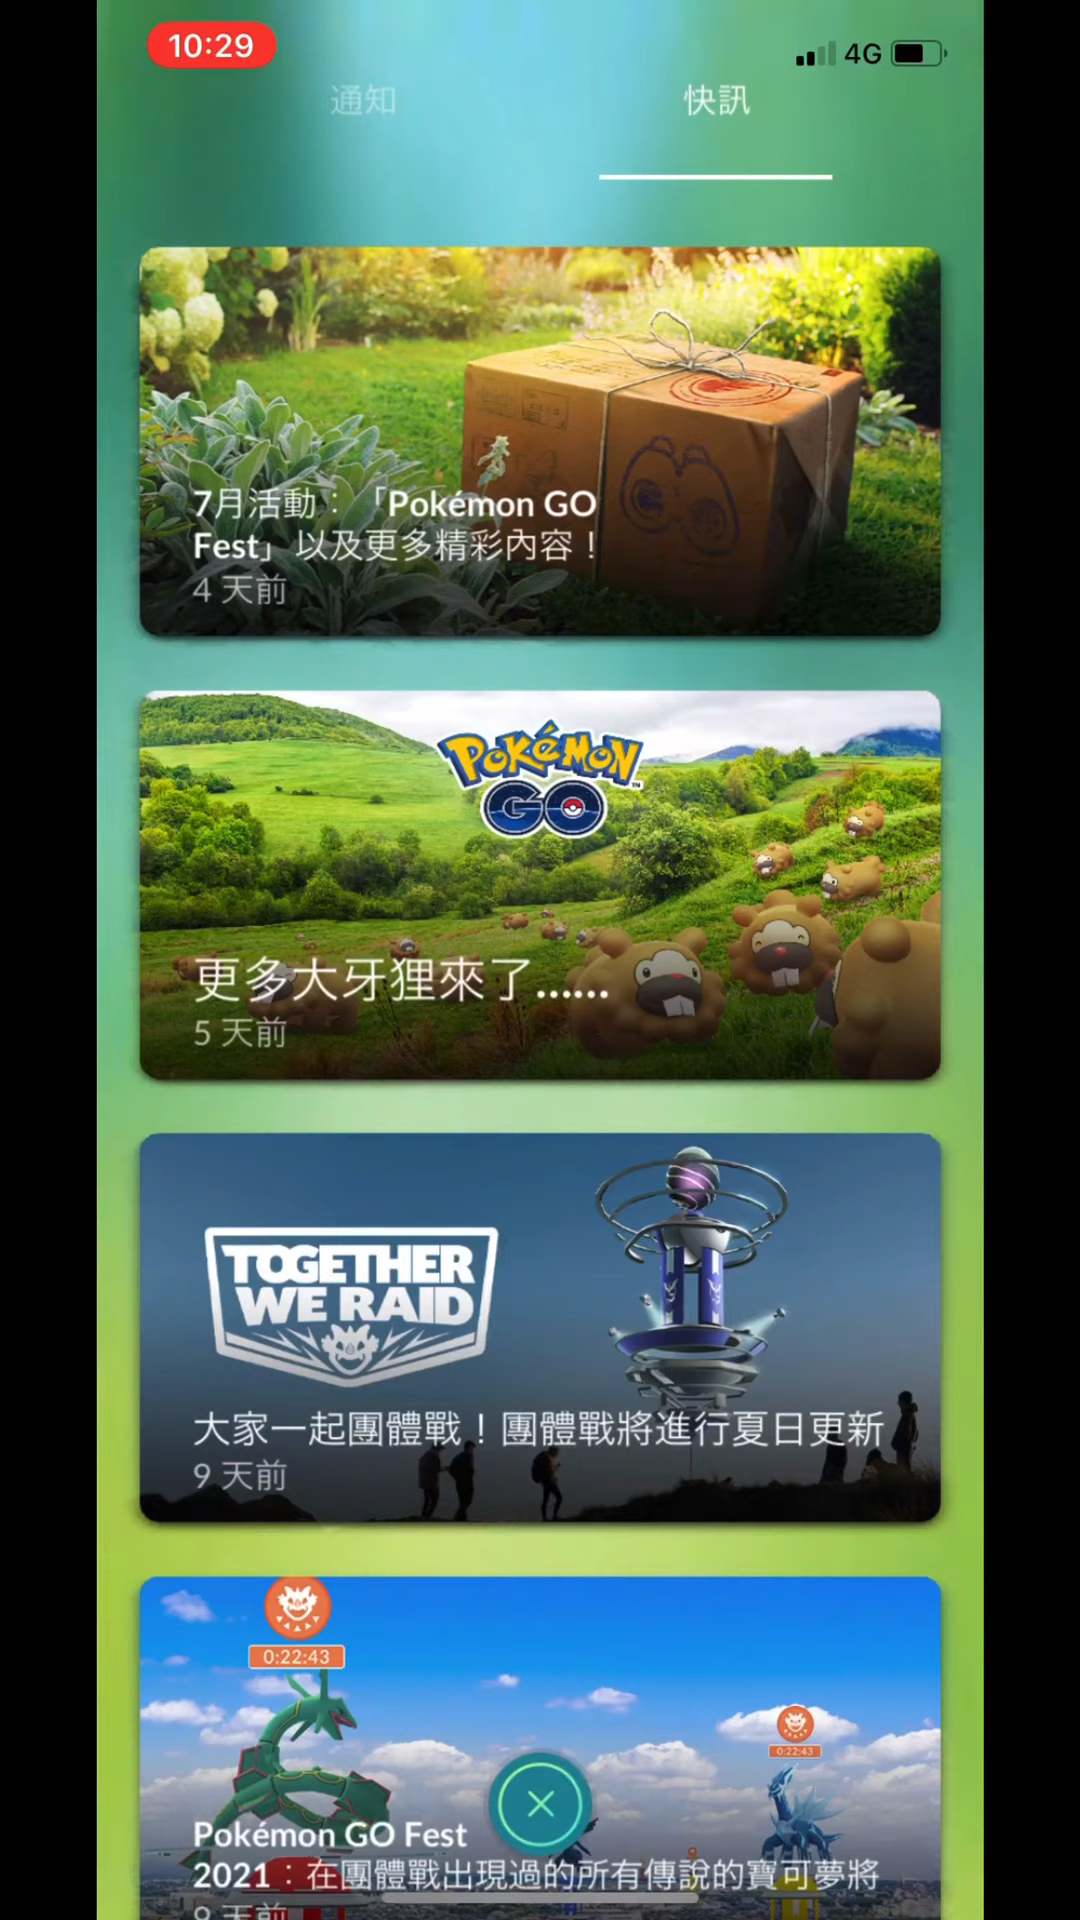 10:29
4G
通知
快訊
7月活動：「Pokémon GO
Fest」以及更多精彩內容！
4 天前
POKÉMON
GO
更多大牙狸來了……
5 天前
TOGETHER
WE RAID
大家一起團體戰！團體戰將進行夏日更新
9 天前
0:22:43
0:22:43
Pokémon GO Fest
2021：在團體戰出現過的所有傳說的寶可夢將
9 天前